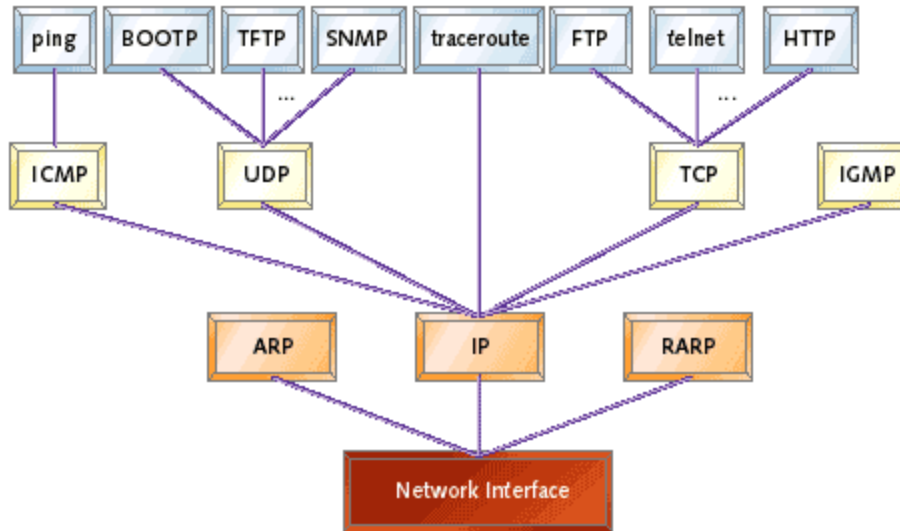 ping BOOTP TFTP SNMP traceroute FTP telnet HTTP
... ...
ICMP UDP TCP IGMP
ARP IP RARP
Network Interface